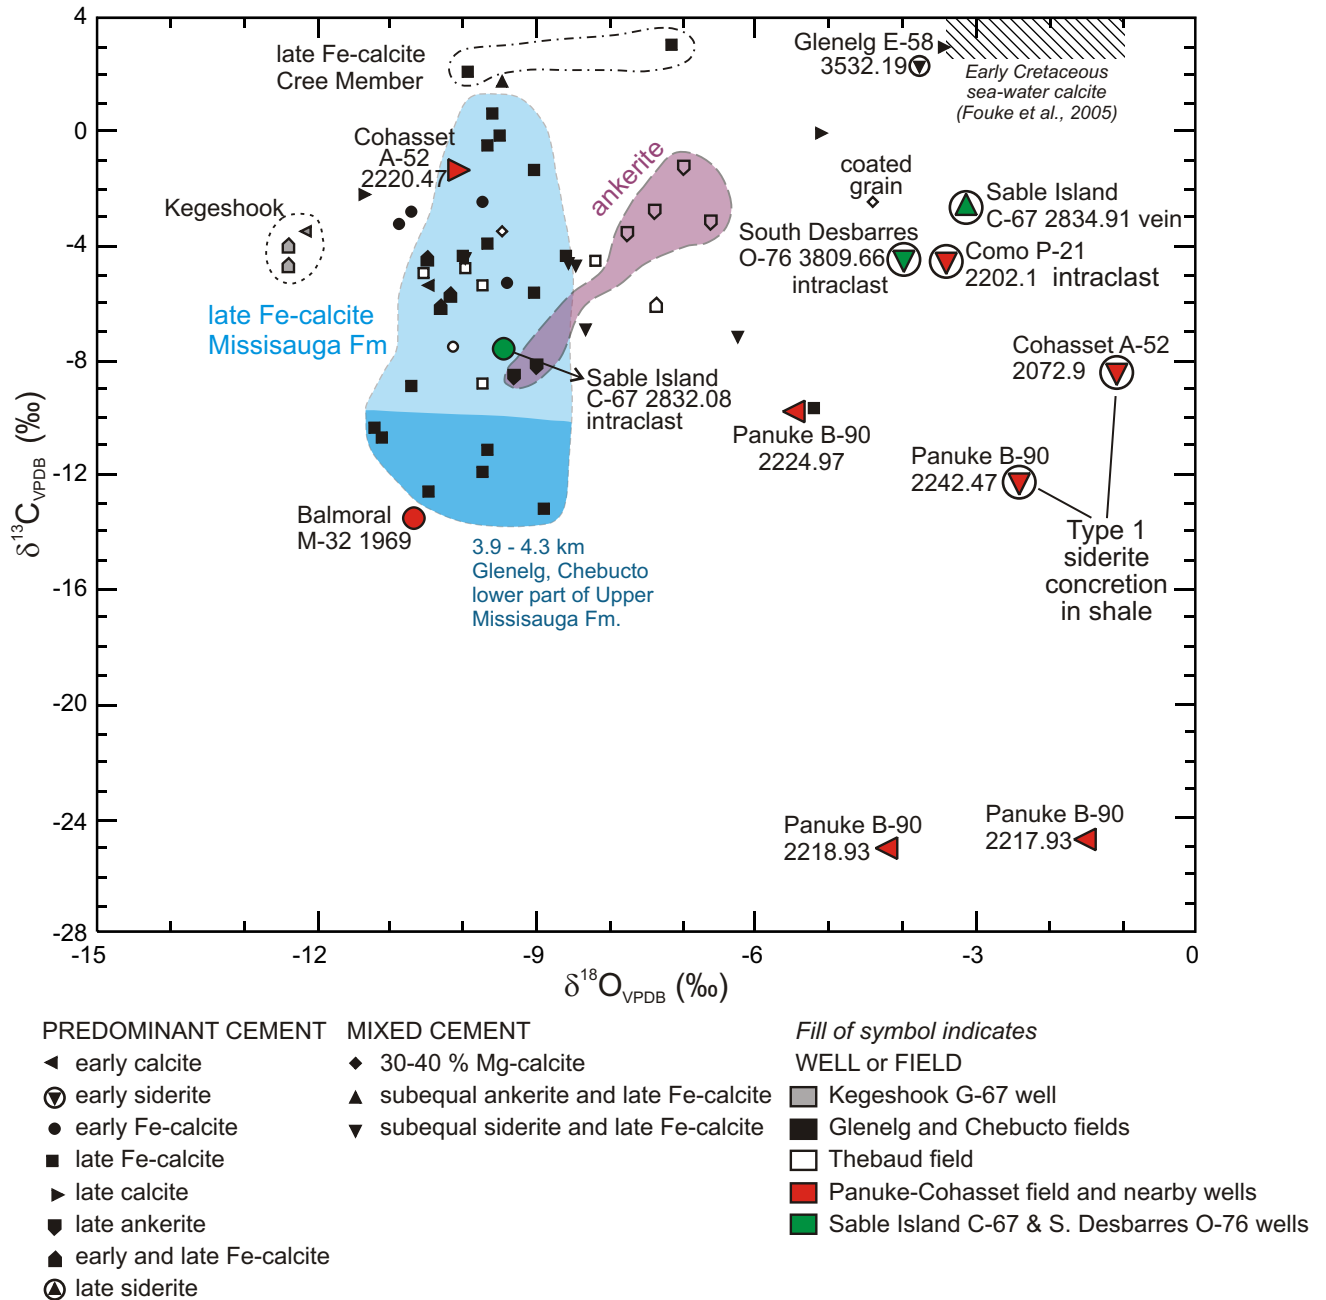 4
0
-4
-8
-12
-16
-20
-24
-28
-15
-12
-9
-6
-3
0
δ13CVPDB (‰)
δ18OVPDB (‰)
late Fe-calcite
Cree Member
Glenelg E-58
3532.19
Early Cretaceous
sea-water calcite
(Fouke et al., 2005)
Cohasset
A-52
2220.47
Kegeshook
ankerite
coated
grain
Sable Island
C-67 2834.91 vein
South Desbarres
O-76 3809.66
intraclast
Como P-21
2202.1 intraclast
late Fe-calcite
Missisauga Fm
Sable Island
C-67 2832.08
intraclast
Cohasset A-52
2072.9
Panuke B-90
2224.97
Panuke B-90
2242.47
Type 1
siderite
concretion
in shale
Balmoral
M-32 1969
3.9 - 4.3 km
Glenelg, Chebucto
lower part of Upper
Missisauga Fm.
Panuke B-90
2218.93
Panuke B-90
2217.93
PREDOMINANT CEMENT
early calcite
early siderite
early Fe-calcite
late Fe-calcite
late calcite
late ankerite
early and late Fe-calcite
late siderite
MIXED CEMENT
30-40 % Mg-calcite
subequal ankerite and late Fe-calcite
subequal siderite and late Fe-calcite
Fill of symbol indicates
WELL or FIELD
Kegeshook G-67 well
Glenelg and Chebucto fields
Thebaud field
Panuke-Cohasset field and nearby wells
Sable Island C-67 & S. Desbarres O-76 wells